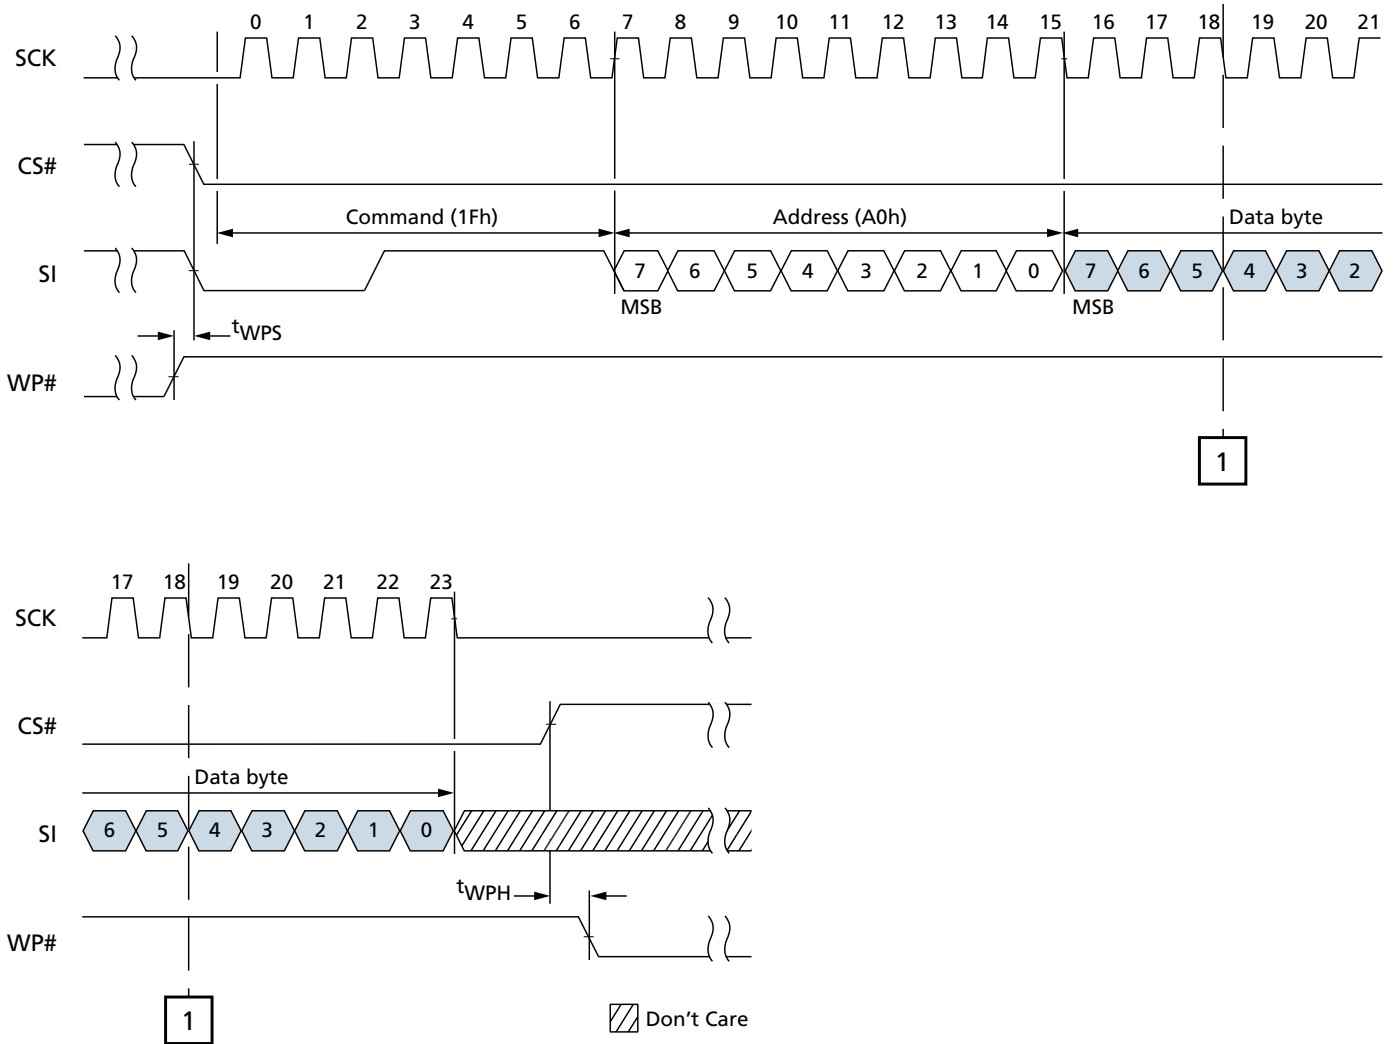 0 1 2 3 4 5 6 7 8 9 10 11 12 13 14 15 16 17 18 19 20 21
SCK
CS#
Command (1Fh) Address (A0h) Data byte
SI 7 6 5 4 3 2 1 0 7 6 5 4 3 2
MSB MSB
tWPS
WP#
1
17 18 19 20 21 22 23
SCK
CS#
Data byte
SI 6 5 4 3 2 1 0
tWPH
WP#
1 Don't Care